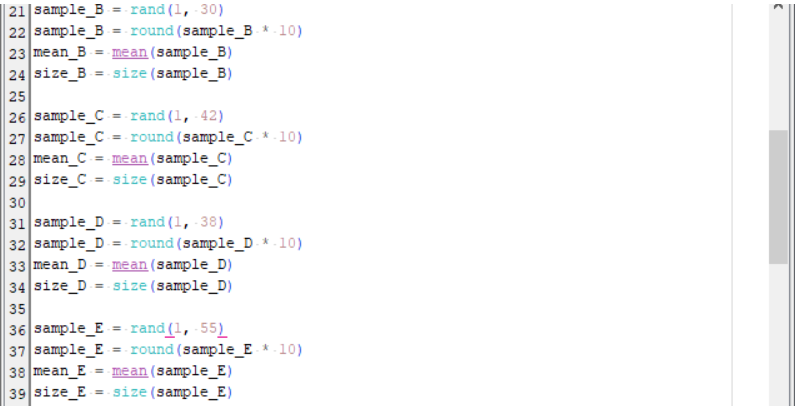 21 sample_B = rand(1, 30)
22 sample_B = round(sample_B * 10)
23 mean_B = mean(sample_B)
24 size_B = size(sample_B)
25
26 sample_C = rand(1, 42)
27 sample_C = round(sample_C * 10)
28 mean_C = mean(sample_C)
29 size_C = size(sample_C)
30
31 sample_D = rand(1, 38)
32 sample_D = round(sample_D * 10)
33 mean_D = mean(sample_D)
34 size_D = size(sample_D)
35
36 sample_E = rand(1, 55)
37 sample_E = round(sample_E * 10)
38 mean_E = mean(sample_E)
39 size_E = size(sample_E)